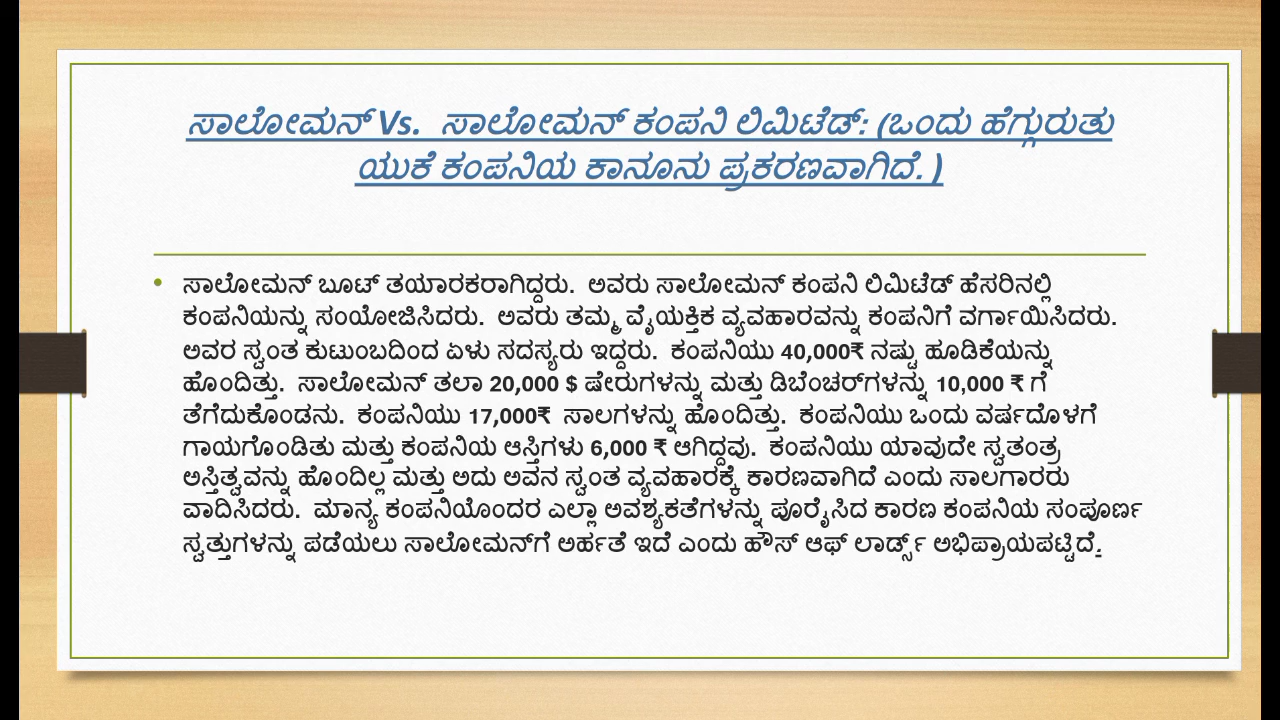 ಸಾಲೋಮನ್ Vs. ಸಾಲೋಮನ್ ಕಂಪನಿ ಲಿಮಿಟೆಡ್: (ಒಂದು ಹೆಗ್ಗುರುತು
ಯುಕೆ ಕಂಪನಿಯ ಕಾನೂನು ಪ್ರಕರಣವಾಗಿದೆ. )
• ಸಾಲೋಮನ್ ಬೂಟ್ ತಯಾರಕರಾಗಿದ್ದರು. ಅವರು ಸಾಲೋಮನ್ ಕಂಪನಿ ಲಿಮಿಟೆಡ್ ಹೆಸರಿನಲ್ಲಿ
ಕಂಪನಿಯನ್ನು ಸಂಯೋಜಿಸಿದರು. ಅವರು ತಮ್ಮ ವೈಯಕ್ತಿಕ ವ್ಯವಹಾರವನ್ನು ಕಂಪನಿಗೆ ವರ್ಗಾಯಿಸಿದರು.
ಅವರ ಸ್ವಂತ ಕುಟುಂಬದಿಂದ ಏಳು ಸದಸ್ಯರು ಇದ್ದರು. ಕಂಪನಿಯು 40,000₹ ನಷ್ಟು ಹೂಡಿಕೆಯನ್ನು
ಹೊಂದಿತ್ತು. ಸಾಲೋಮನ್ ತಲಾ 20,000 $ ಷೇರುಗಳನ್ನು ಮತ್ತು ಡಿಬೆಂಚರ್‌ಗಳನ್ನು 10,000 ₹ ಗೆ
ತೆಗೆದುಕೊಂಡನು. ಕಂಪನಿಯು 17,000₹ ಸಾಲಗಳನ್ನು ಹೊಂದಿತ್ತು. ಕಂಪನಿಯು ಒಂದು ವರ್ಷದೊಳಗೆ
ಗಾಯಗೊಂಡಿತು ಮತ್ತು ಕಂಪನಿಯ ಆಸ್ತಿಗಳು 6,000 ₹ ಆಗಿದ್ದವು. ಕಂಪನಿಯು ಯಾವುದೇ ಸ್ವತಂತ್ರ
ಅಸ್ತಿತ್ವವನ್ನು ಹೊಂದಿಲ್ಲ ಮತ್ತು ಅದು ಅವನ ಸ್ವಂತ ವ್ಯವಹಾರಕ್ಕೆ ಕಾರಣವಾಗಿದೆ ಎಂದು ಸಾಲಗಾರರು
ವಾದಿಸಿದರು. ಮಾನ್ಯ ಕಂಪನಿಯೊಂದರ ಎಲ್ಲಾ ಅವಶ್ಯಕತೆಗಳನ್ನು ಪೂರೈಸಿದ ಕಾರಣ ಕಂಪನಿಯ ಸಂಪೂರ್ಣ
ಸ್ವತ್ತುಗಳನ್ನು ಪಡೆಯಲು ಸಾಲೋಮನ್‌ಗೆ ಅರ್ಹತೆ ಇದೆ ಎಂದು ಹೌಸ್ ಆಫ್ ಲಾರ್ಡ್ಸ್ ಅಭಿಪ್ರಾಯಪಟ್ಟಿದೆ.